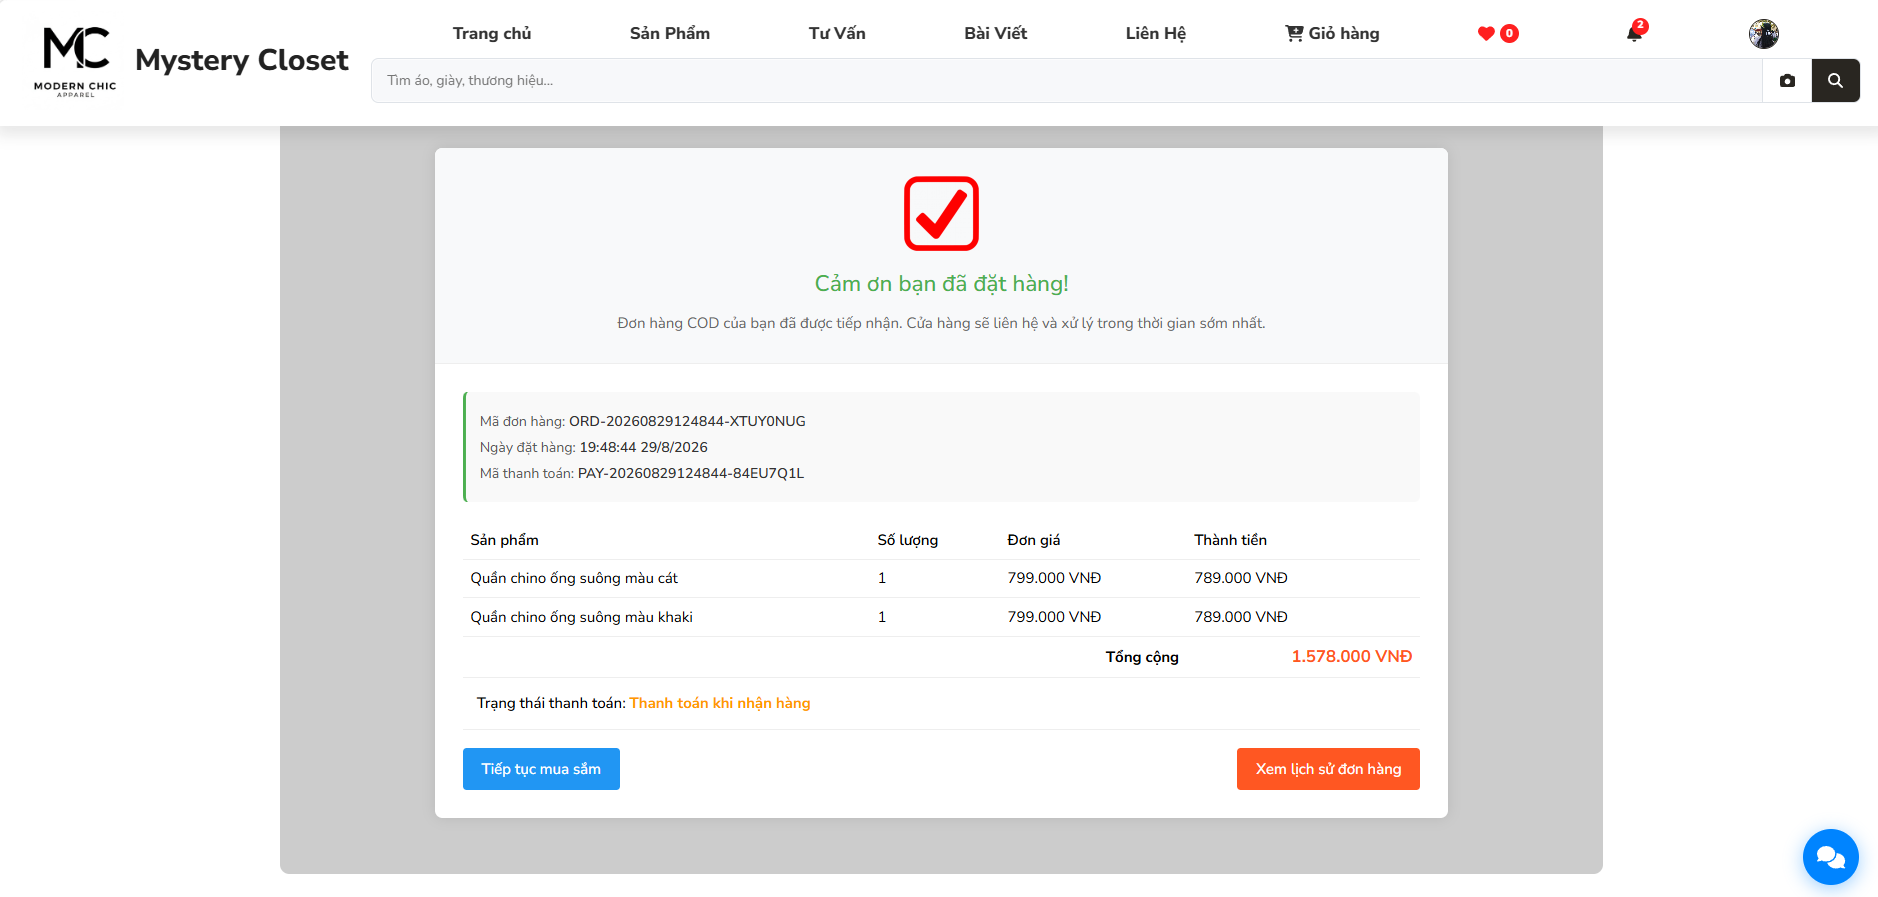 MC
MODERN CHIC
APPAREL
Mystery Closet
Trang chủ
Sản Phẩm
Tư Vấn
Bài Viết
Liên Hệ
Giỏ hàng
0
2
Tìm áo, giày, thương hiệu...
Cảm ơn bạn đã đặt hàng!
Đơn hàng COD của bạn đã được tiếp nhận. Cửa hàng sẽ liên hệ và xử lý trong thời gian sớm nhất.
Mã đơn hàng: ORD-20260829124844-XTUY0NUG
Ngày đặt hàng: 19:48:44 29/8/2026
Mã thanh toán: PAY-20260829124844-84EU7Q1L
Sản phẩm Số lượng Đơn giá Thành tiền
Quần chino ống suông màu cát 1 799.000 VNĐ 789.000 VNĐ
Quần chino ống suông màu khaki 1 799.000 VNĐ 789.000 VNĐ
Tổng cộng 1.578.000 VNĐ
Trạng thái thanh toán: Thanh toán khi nhận hàng
Tiếp tục mua sắm
Xem lịch sử đơn hàng